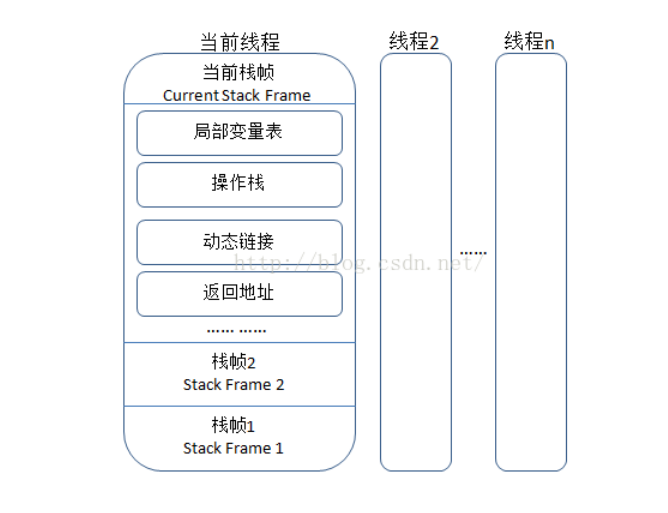 当前线程
线程2
线程n
当前栈帧
Current Stack Frame
局部变量表
操作栈
动态链接
http://blog.csdn.net/
返回地址
…… ……
……
栈帧2
Stack Frame 2
栈帧1
Stack Frame 1